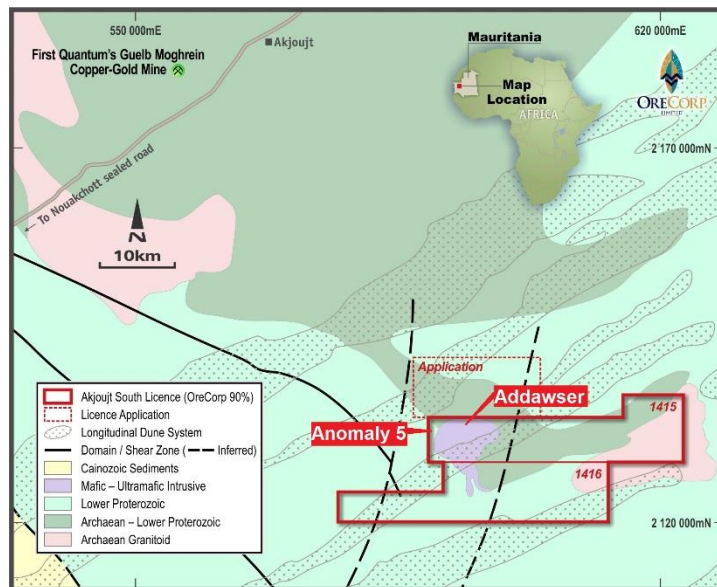 550 000mE
620 000mE
First Quantum's Guelb Moghrein
Copper-Gold Mine
Akjoujt
Mauritania
Map
Location
AFRICA
ORECORP
LIMITED
2 170 000mN
To Nouakchott sealed road
N
10km
Application
Addawser
Anomaly 5
1415
1416
Akjoujt South Licence (OreCorp 90%)
Licence Application
Longitudinal Dune System
Domain / Shear Zone ( Inferred)
Cainozoic Sediments
Mafic – Ultramafic Intrusive
Lower Proterozoic
Archaean – Lower Proterozoic
Archaean Granitoid
2 120 000mN